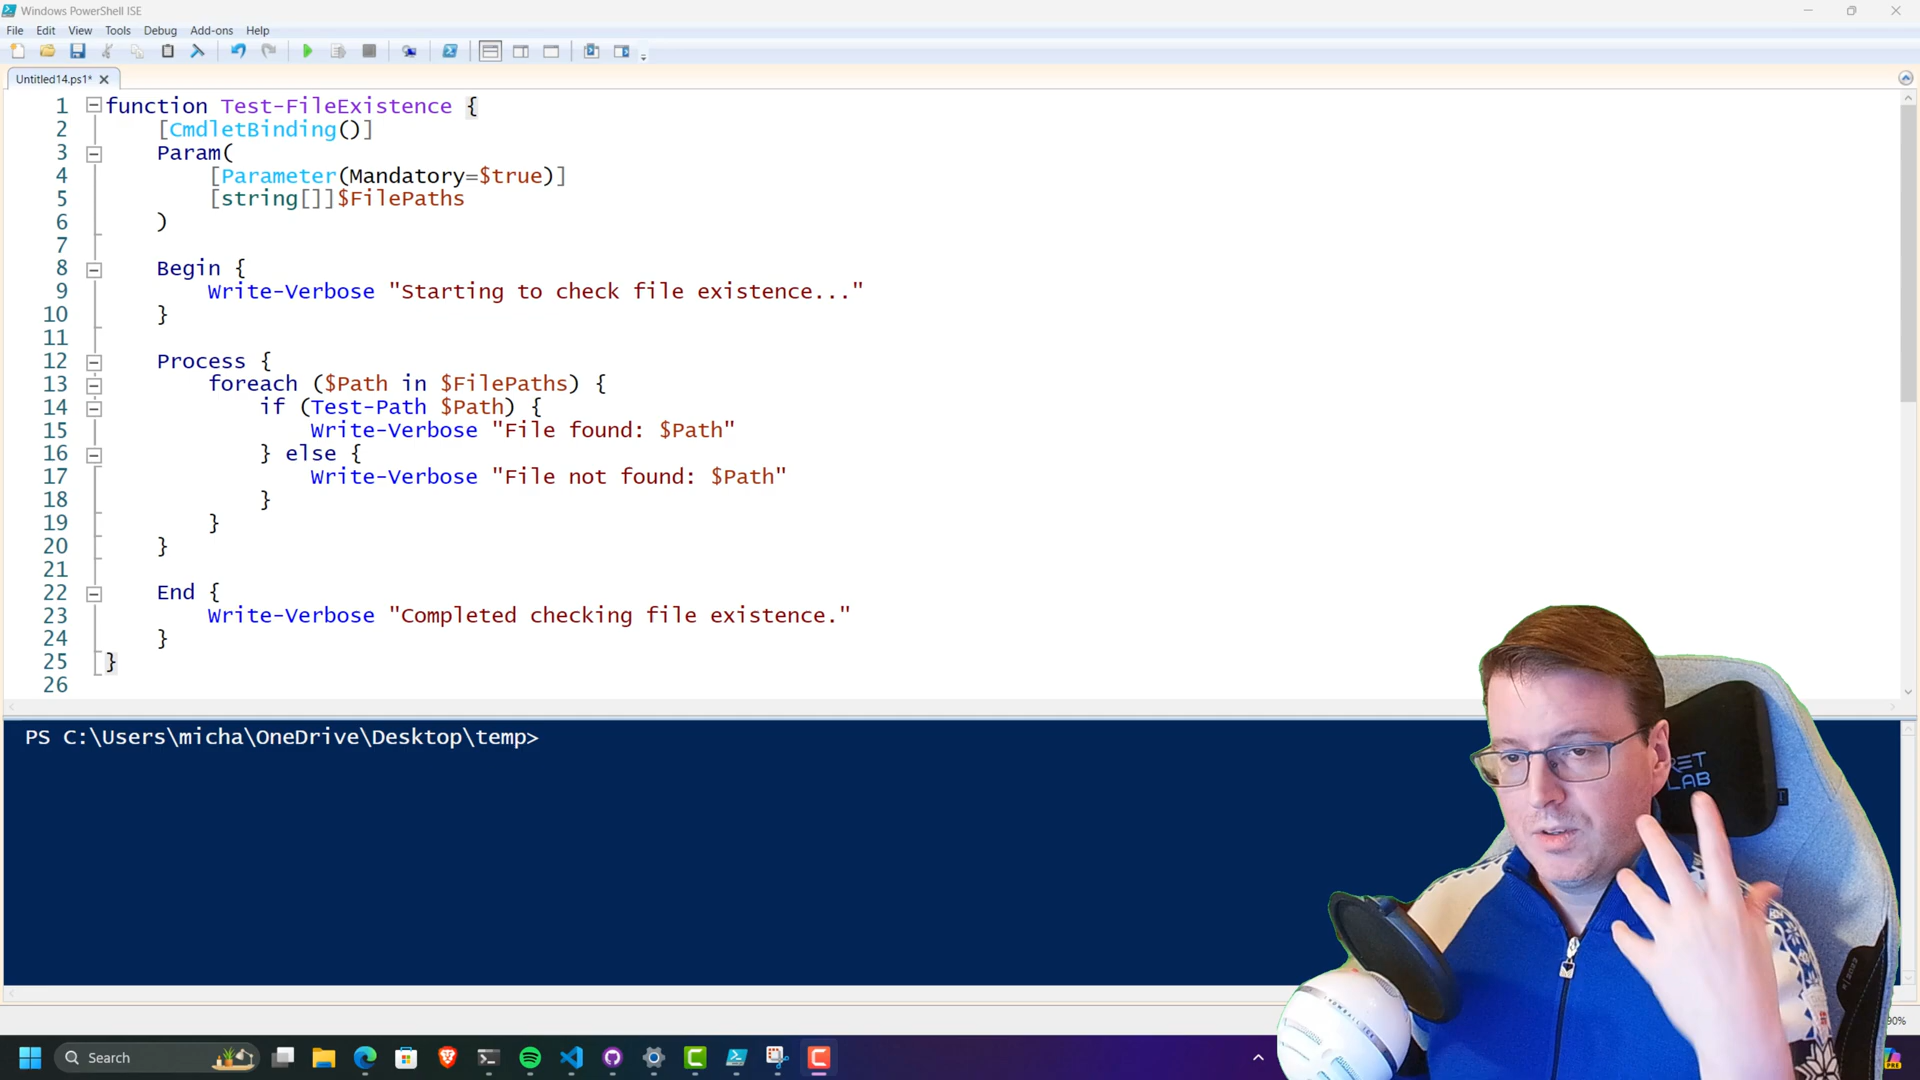 Windows PowerShell ISE
File Edit View Tools Debug Add-ons Help
Untitled14.ps1*
1 function Test-FileExistence {
2 [CmdletBinding()]
3 Param(
4 [Parameter(Mandatory=$true)]
5 [string[]]$FilePaths
6 )
7
8 Begin {
9 Write-Verbose "Starting to check file existence..."
10 }
11
12 Process {
13 foreach ($Path in $FilePaths) {
14 if (Test-Path $Path) {
15 Write-Verbose "File found: $Path"
16 } else {
17 Write-Verbose "File not found: $Path"
18 }
19 }
20 }
21
22 End {
23 Write-Verbose "Completed checking file existence."
24 }
25 }
26
PS C:\Users\micha\OneDrive\Desktop\temp>
RET
LAB
90%
Search
PRE